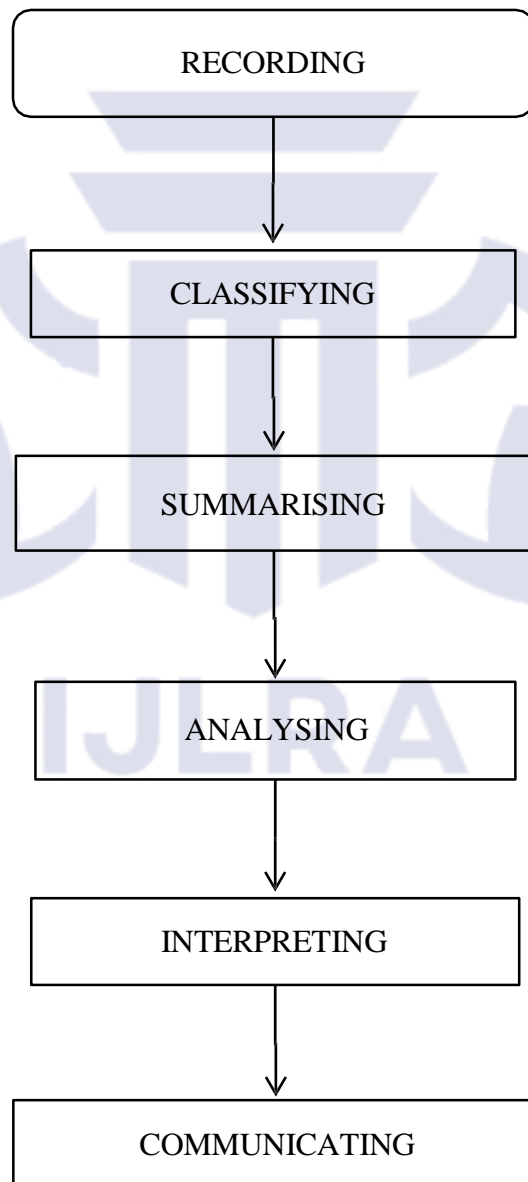 RECORDING
CLASSIFYING
SUMMARISING
IJLRA
ANALYSING
INTERPRETING
COMMUNICATING